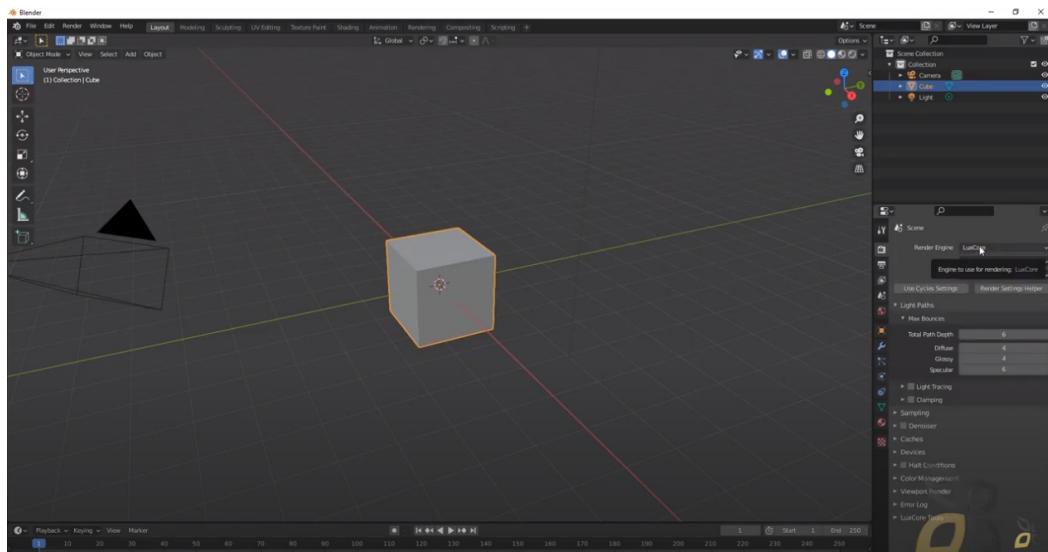 Blender
File Edit Render Window Help Layout Modeling Sculpting UV Editing Texture Paint Shading Animation Rendering Compositing Scripting + Scene View Layer
Global Options
Object Mode View Select Add Object
User Perspective
(1) Collection | Cube
Z
Y
X
Scene Collection
Collection
Camera
Cube
Light
Scene
Render Engine LuxCore
Engine to use for rendering: LuxCore
Use Cycles Settings Render Settings Helper
Light Paths
Max Bounces
Total Path Depth 6
Diffuse 4
Glossy 4
Specular 6
Light Tracing
Clamping
Sampling
Denoiser
Caches
Devices
Halt Conditions
Color Management
Viewport Render
Error Log
LuxCore Tools
Playback Keying View Marker 1 Start 1 End 250
1 10 20 30 40 50 60 70 80 90 100 110 120 130 140 150 160 170 180 190 200 210 220 230 240 250